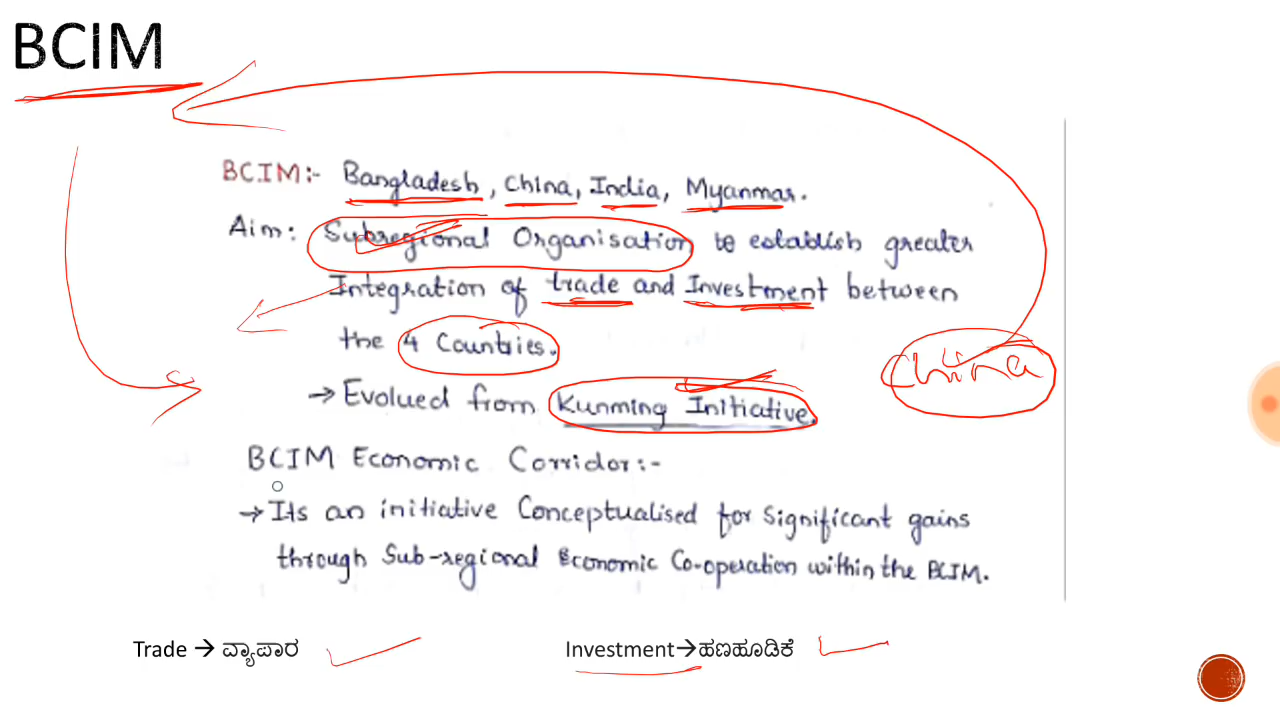 BCIM
BCIM:- Bangladesh, China, India, Myanmar.
Aim: Subregional Organisation to establish greater
Integration of trade and Investment between
the 4 Countries.
China
→ Evolued from Kunming Initiative.
BCIM Economic Corridor:-
→ Its an initiative Conceptualised for significant gains
through Sub-regional Economic Co-operation within the BCIM.
Trade → ವ್ಯಾಪಾರ
Investment→ಹಣಹೂಡಿಕೆ